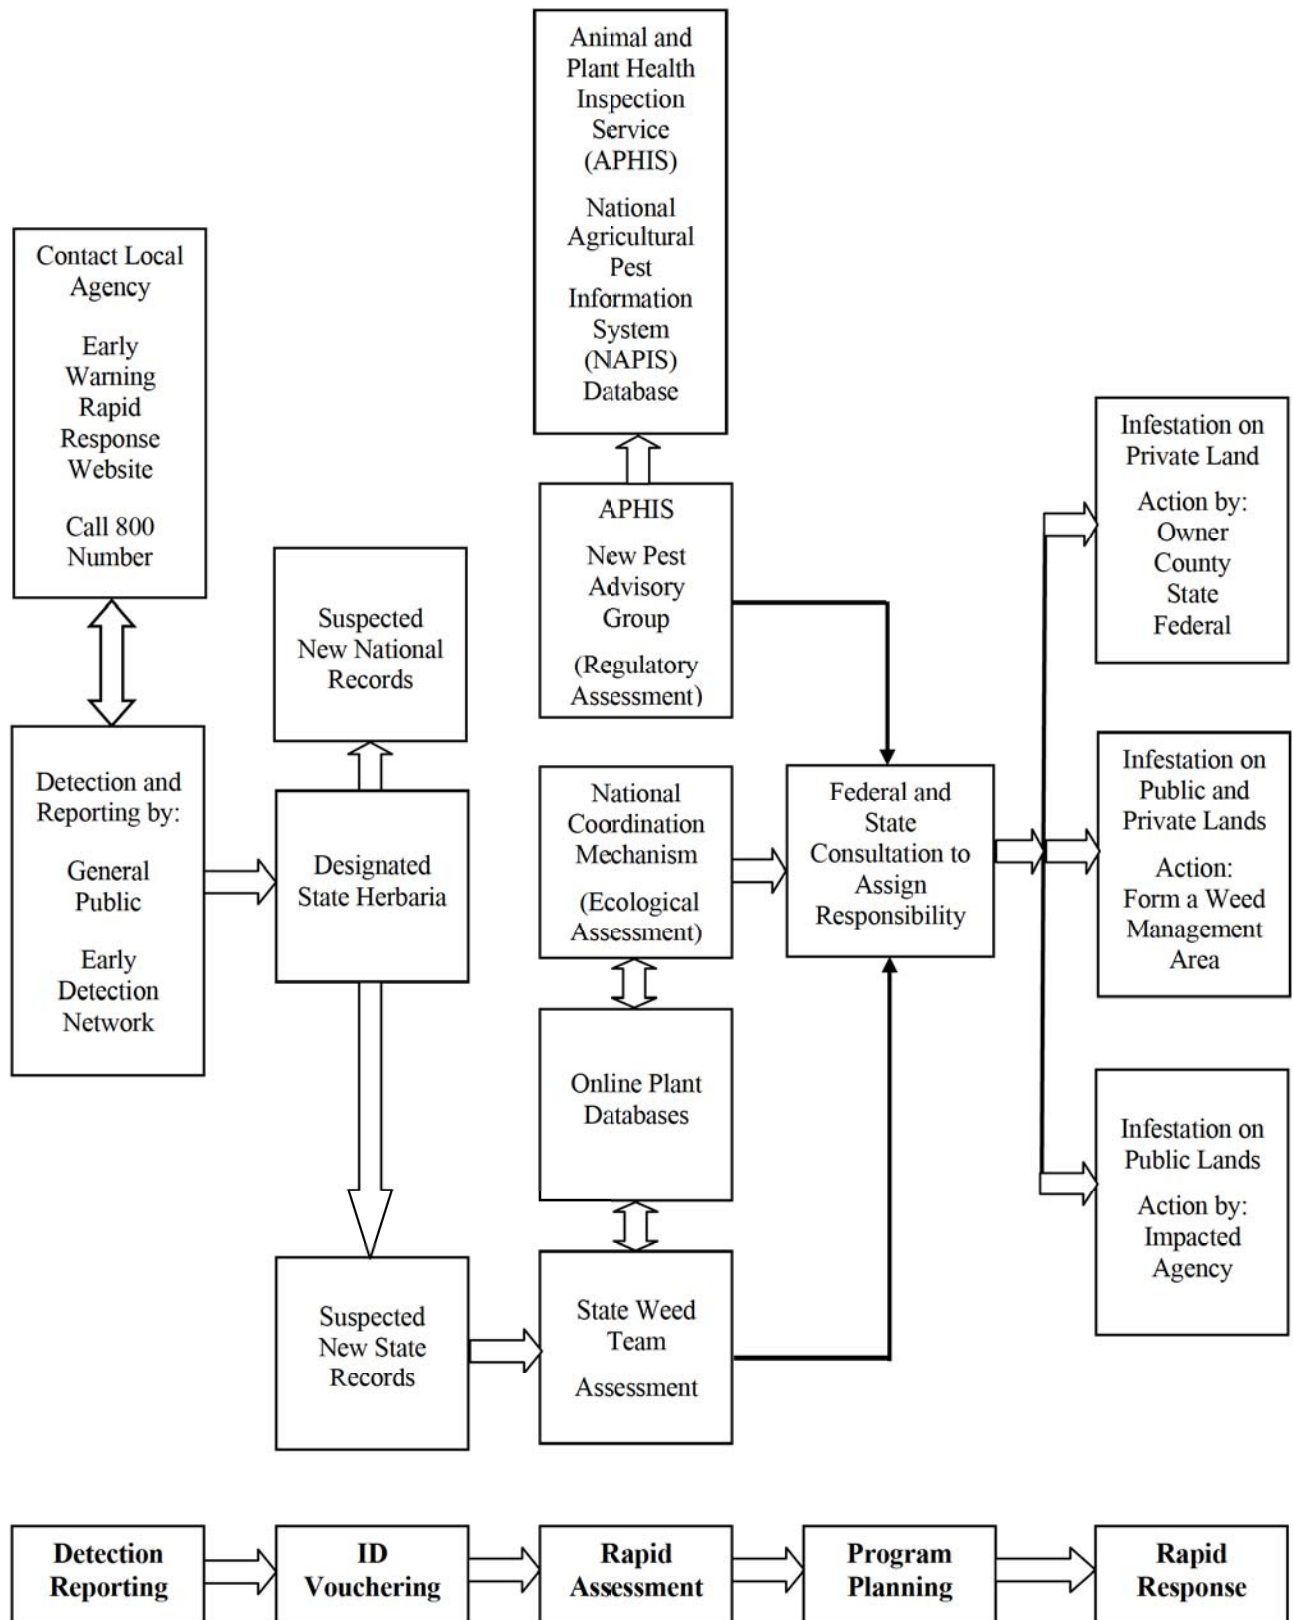 Animal and
Plant Health
Inspection
Service
(APHIS)
National
Agricultural
Pest
Information
System
(NAPIS)
Database
Contact Local
Agency
Early
Warning
Rapid
Response
Website
Call 800
Number
Detection and
Reporting by:
General
Public
Early
Detection
Network
Suspected
New National
Records
Designated
State Herbaria
Suspected
New State
Records
APHIS
New Pest
Advisory
Group
(Regulatory
Assessment)
National
Coordination
Mechanism
(Ecological
Assessment)
Online Plant
Databases
State Weed
Team
Assessment
Federal and
State
Consultation to
Assign
Responsibility
Infestation on
Private Land
Action by:
Owner
County
State
Federal
Infestation on
Public and
Private Lands
Action:
Form a Weed
Management
Area
Infestation on
Public Lands
Action by:
Impacted
Agency
Detection
Reporting
ID
Vouchering
Rapid
Assessment
Program
Planning
Rapid
Response